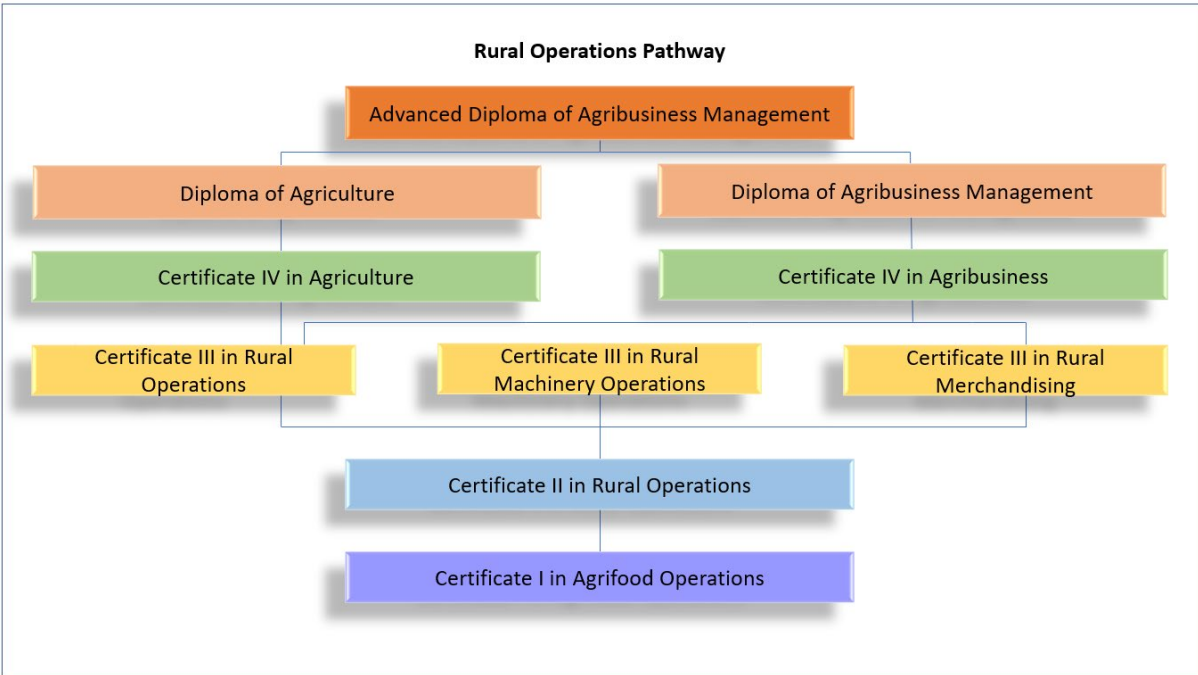 Rural Operations Pathway
Advanced Diploma of Agribusiness Management
Diploma of Agriculture
Diploma of Agribusiness Management
Certificate IV in Agriculture
Certificate IV in Agribusiness
Certificate III in Rural
Operations
Certificate III in Rural
Machinery Operations
Certificate III in Rural
Merchandising
Certificate II in Rural Operations
Certificate I in Agrifood Operations